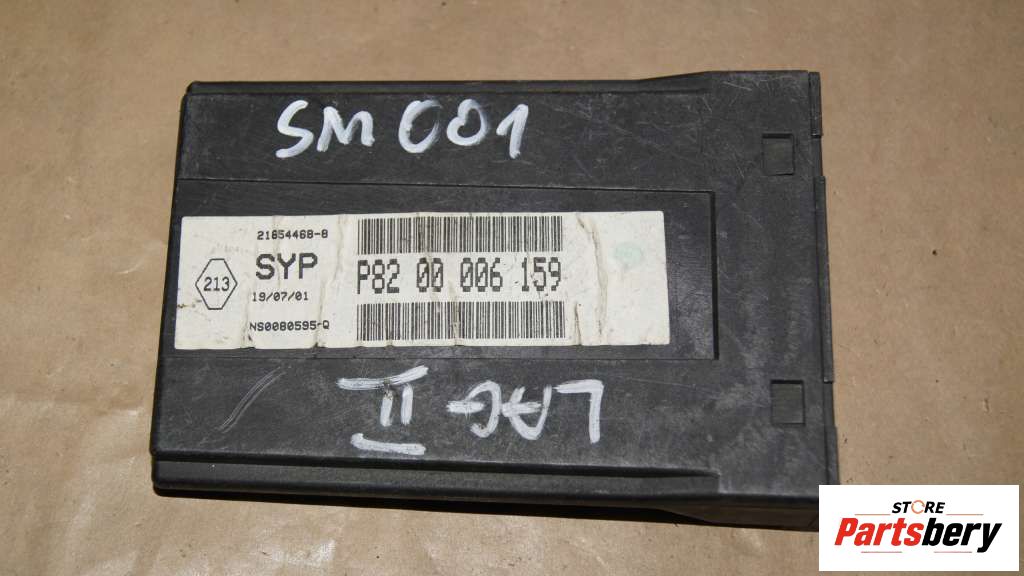 SM001
21654468-8
213
SYP
P82 00 006 159
19/07/01
NS0080595-Q
LAG II
STORE
Partsbery